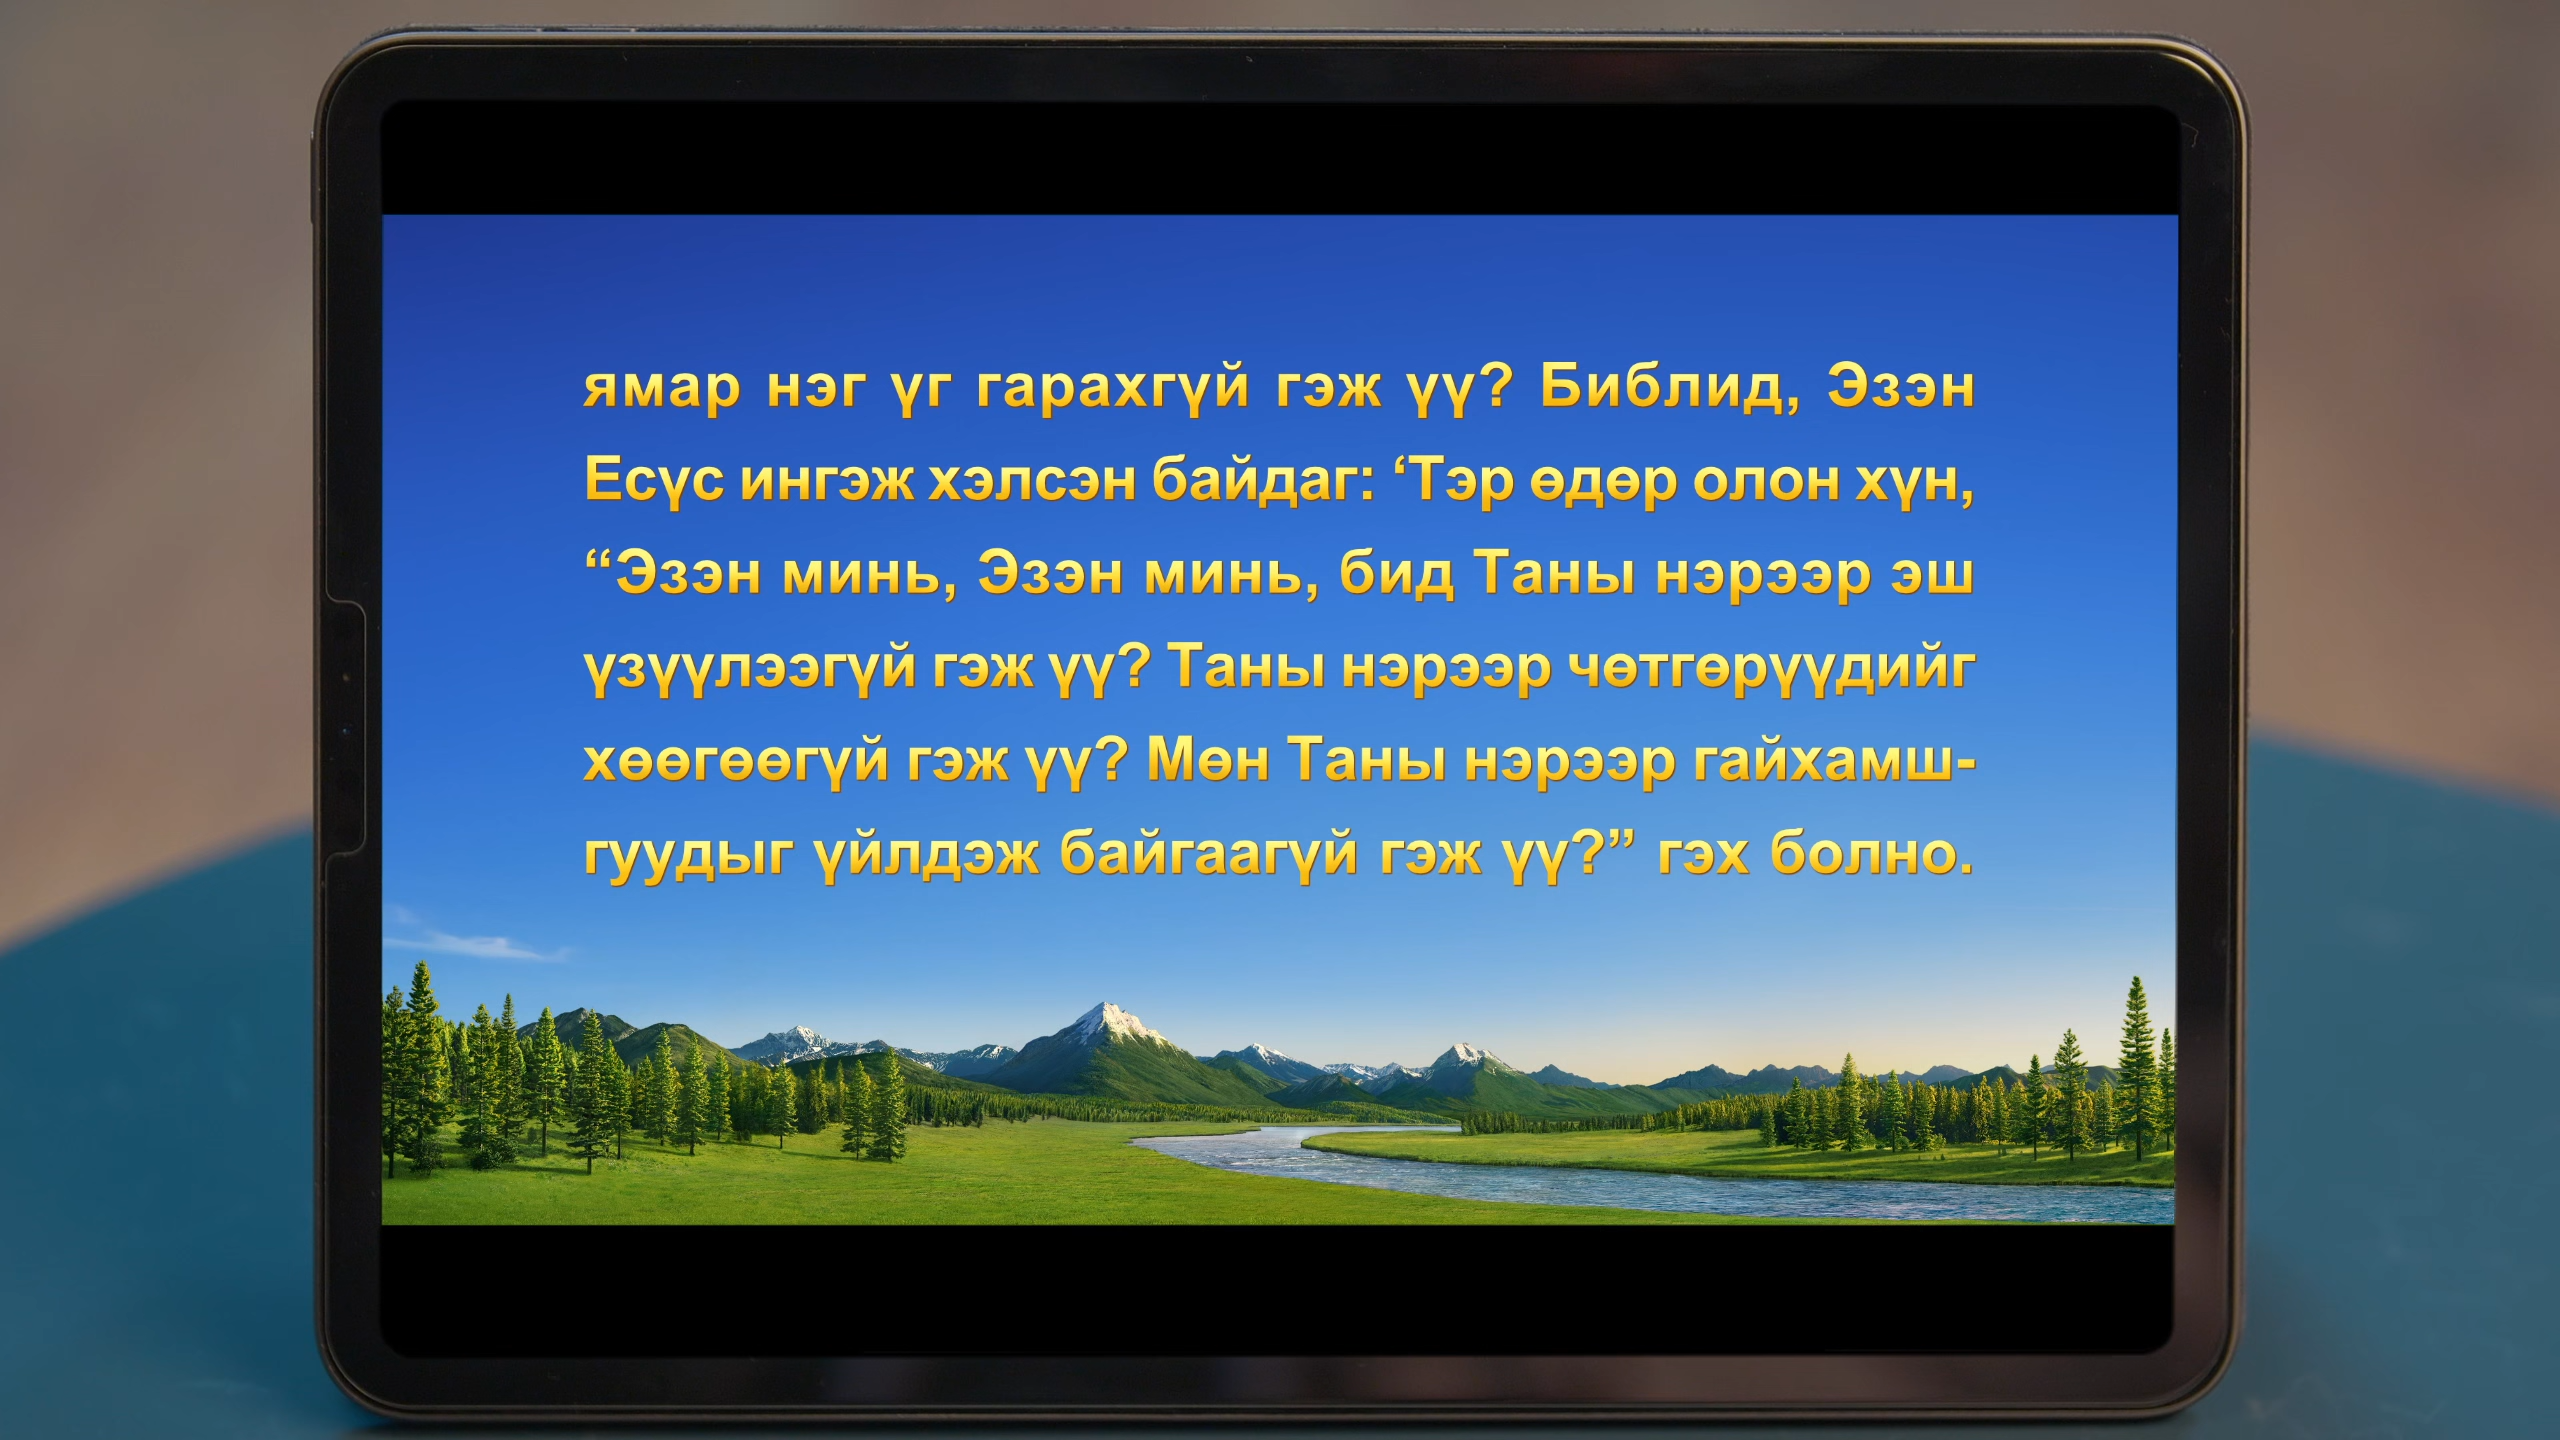 ямар нэг үг гарахгүй гэж үү? Библид, Эзэн
Есүс ингэж хэлсэн байдаг: ‘Тэр өдөр олон хүн,
“Эзэн минь, Эзэн минь, бид Таны нэрээр эш
үзүүлээгүй гэж үү? Таны нэрээр чөтгөрүүдийг
хөөгөөгүй гэж үү? Мөн Таны нэрээр гайхамш-
гуудыг үйлдэж байгаагүй гэж үү?” гэх болно.